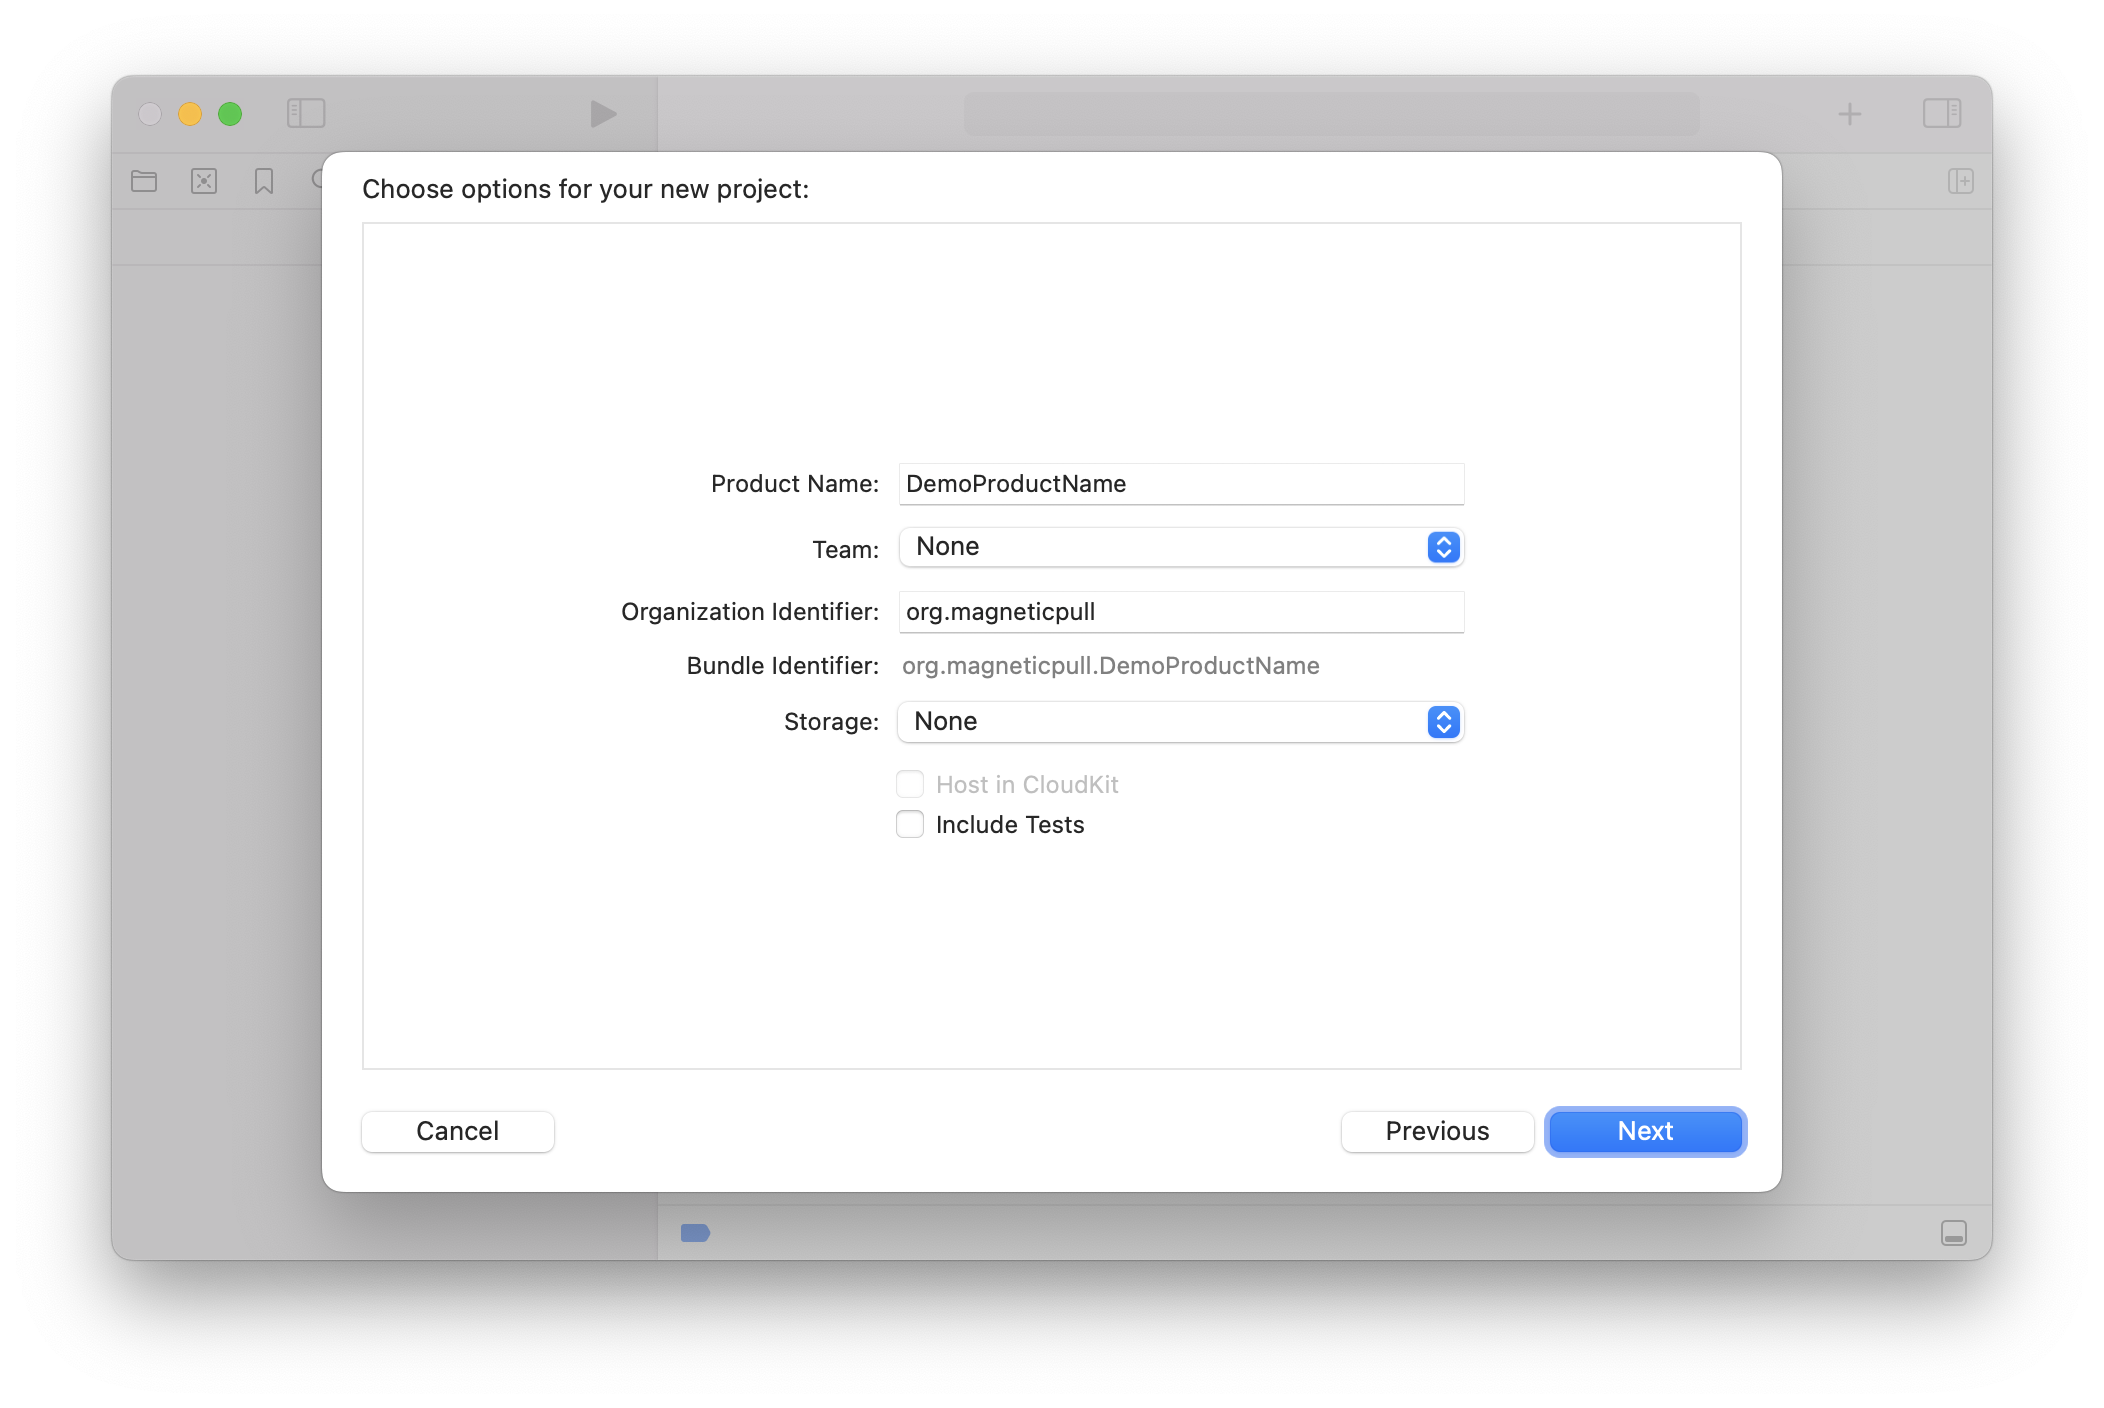 Choose options for your new project:
Product Name: DemoProductName
Team: None
Organization Identifier: org.magneticpull
Bundle Identifier: org.magneticpull.DemoProductName
Storage: None
Host in CloudKit
Include Tests
Cancel Previous Next